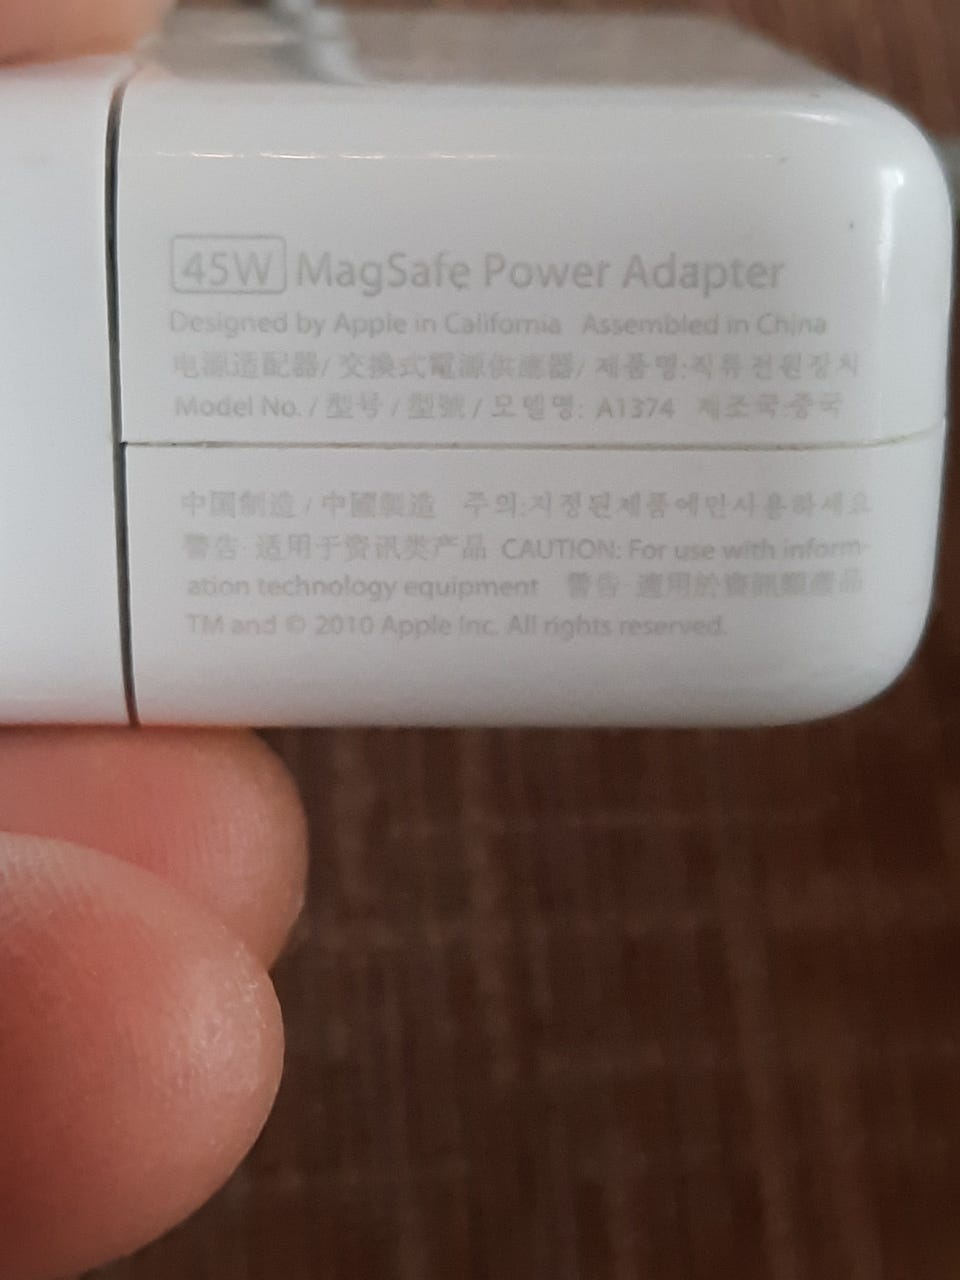 45W MagSafe Power Adapter
Designed by Apple in California Assembled in China
电源适配器/ 交換式電源供應器/ 제품명:직류전원장치
Model No. / 型号 / 型號 / 모델명: A1374 제조국:중국
中国制造 / 中國製造 주의:지정된제품에만사용하세요
警告· 适用于资讯类产品 CAUTION: For use with inform-
ation technology equipment 警告· 適用於資訊類產品
TM and © 2010 Apple Inc. All rights reserved.